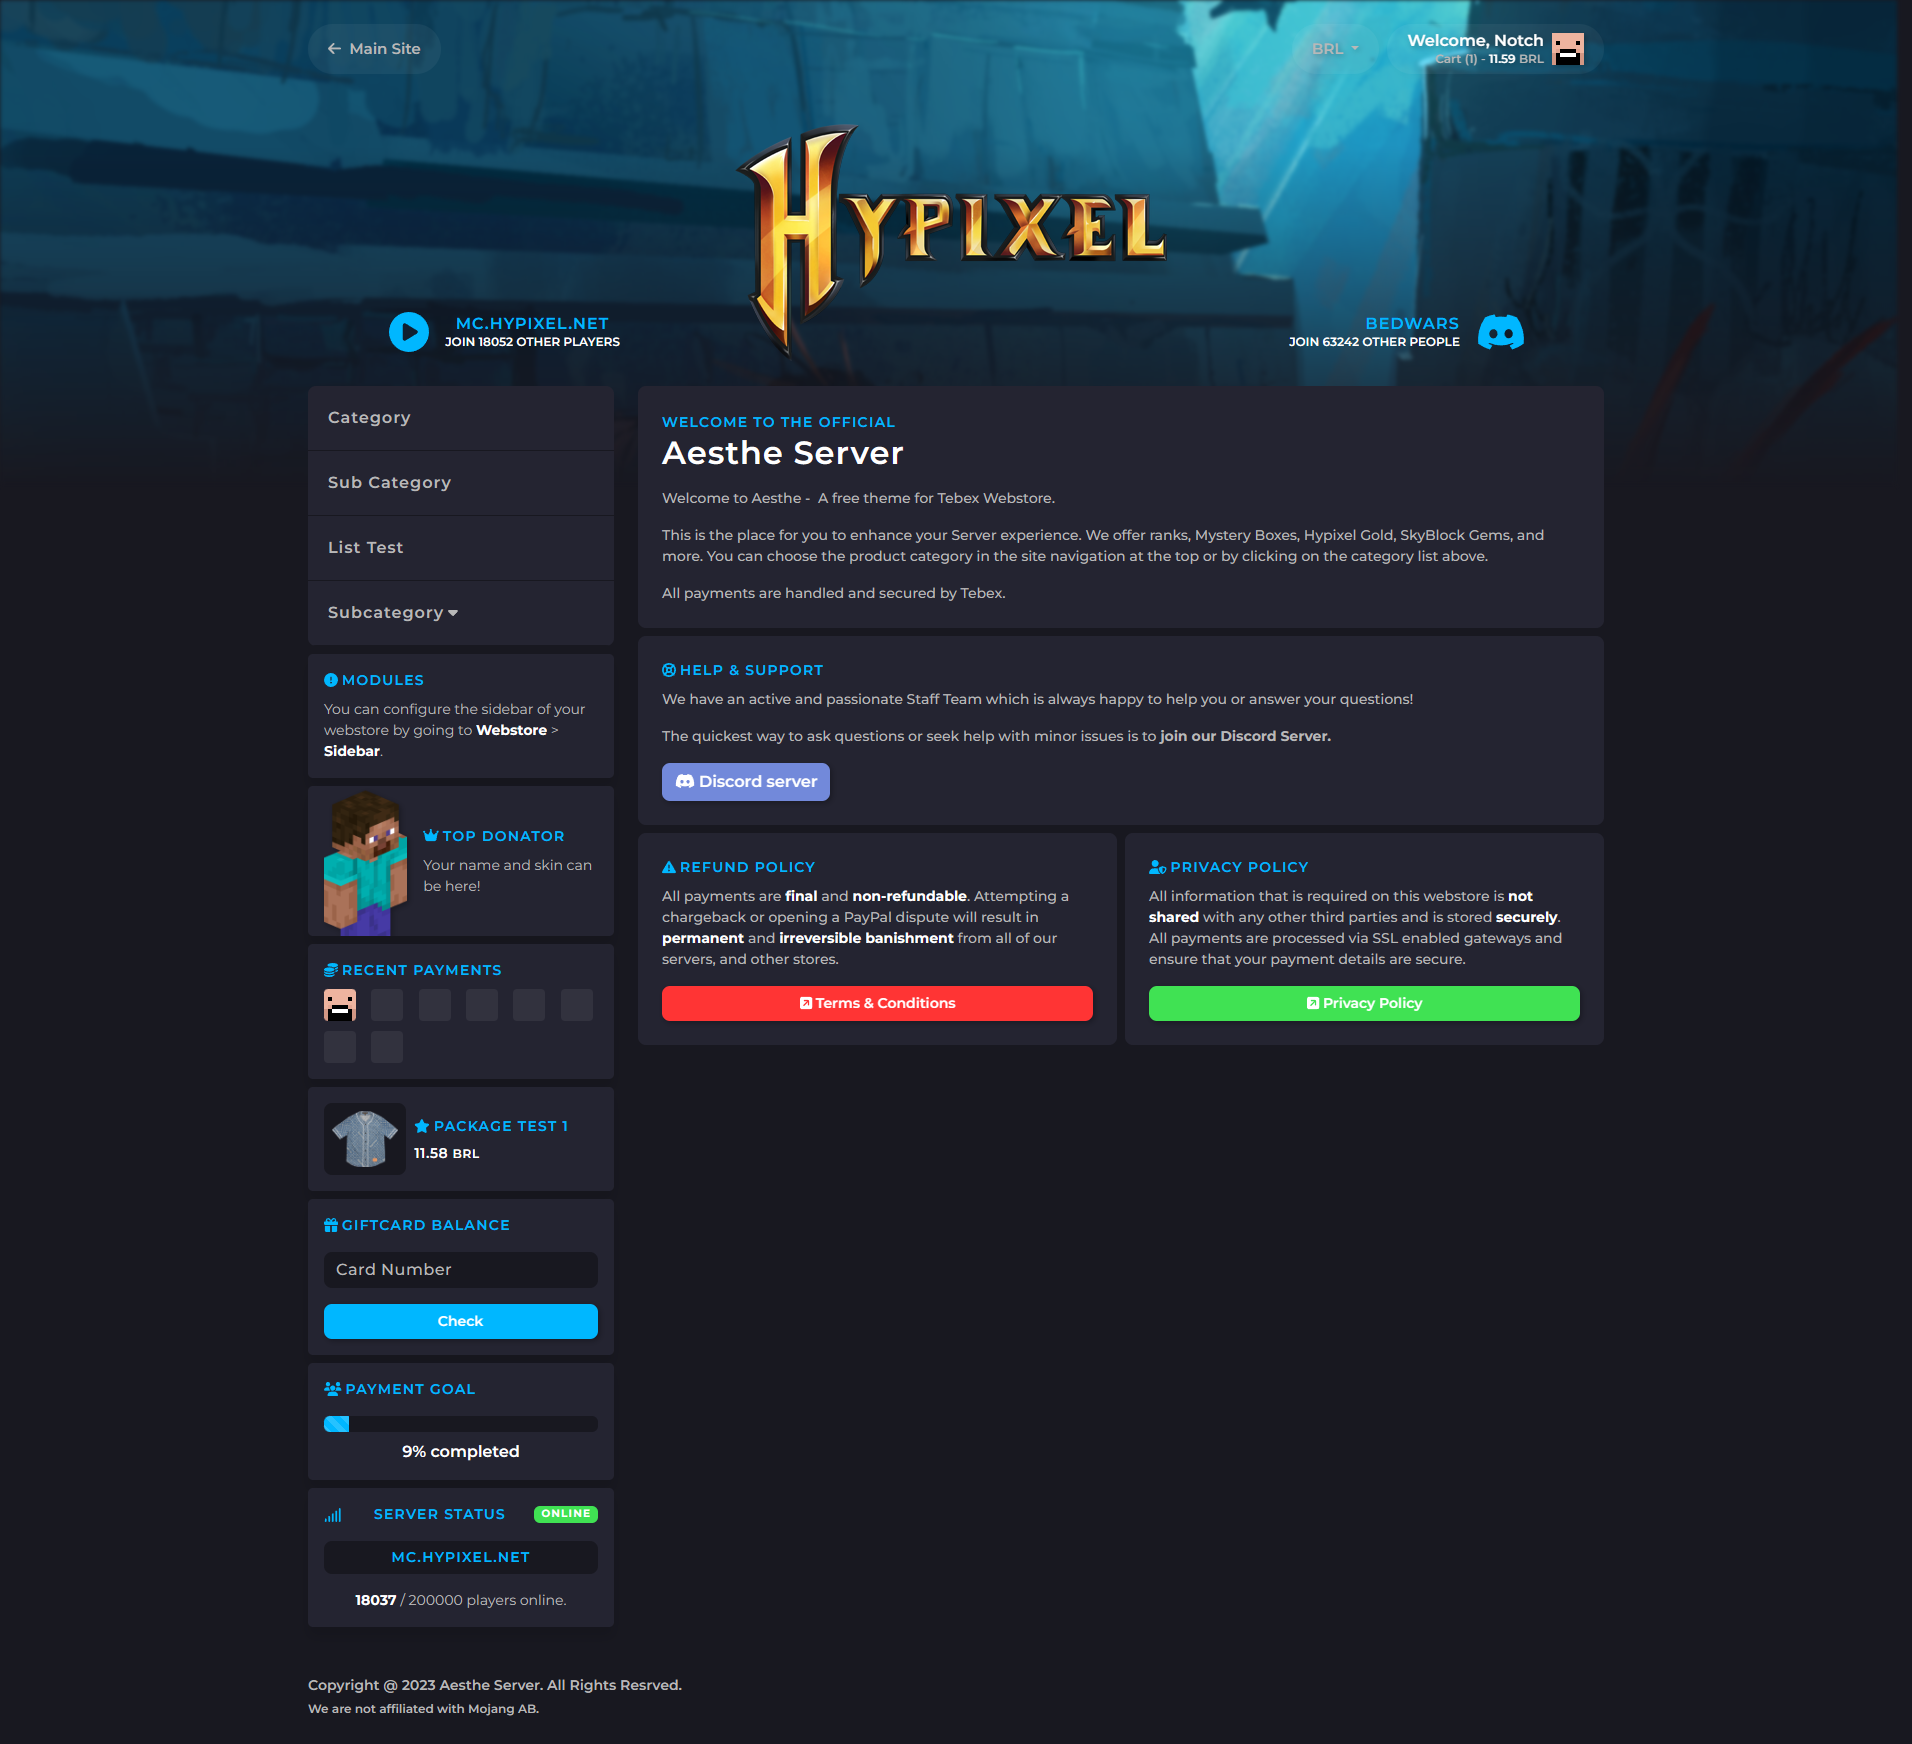 Main Site
BRL
Welcome, Notch
Cart (1) - 11.59 BRL
HYPIXEL
MC.HYPIXEL.NET
JOIN 18052 OTHER PLAYERS
BEDWARS
JOIN 63242 OTHER PEOPLE
Category
Sub Category
List Test
Subcategory
MODULES
You can configure the sidebar of your
webstore by going to Webstore >
Sidebar.
TOP DONATOR
Your name and skin can
be here!
RECENT PAYMENTS
PACKAGE TEST 1
11.58 BRL
GIFTCARD BALANCE
Card Number
Check
PAYMENT GOAL
9% completed
SERVER STATUS
ONLINE
MC.HYPIXEL.NET
18037 / 200000 players online.
WELCOME TO THE OFFICIAL
Aesthe Server
Welcome to Aesthe - A free theme for Tebex Webstore.
This is the place for you to enhance your Server experience. We offer ranks, Mystery Boxes, Hypixel Gold, SkyBlock Gems, and
more. You can choose the product category in the site navigation at the top or by clicking on the category list above.
All payments are handled and secured by Tebex.
HELP & SUPPORT
We have an active and passionate Staff Team which is always happy to help you or answer your questions!
The quickest way to ask questions or seek help with minor issues is to join our Discord Server.
Discord server
REFUND POLICY
All payments are final and non-refundable. Attempting a
chargeback or opening a PayPal dispute will result in
permanent and irreversible banishment from all of our
servers, and other stores.
Terms & Conditions
PRIVACY POLICY
All information that is required on this webstore is not
shared with any other third parties and is stored securely.
All payments are processed via SSL enabled gateways and
ensure that your payment details are secure.
Privacy Policy
Copyright @ 2023 Aesthe Server. All Rights Resrved.
We are not affiliated with Mojang AB.